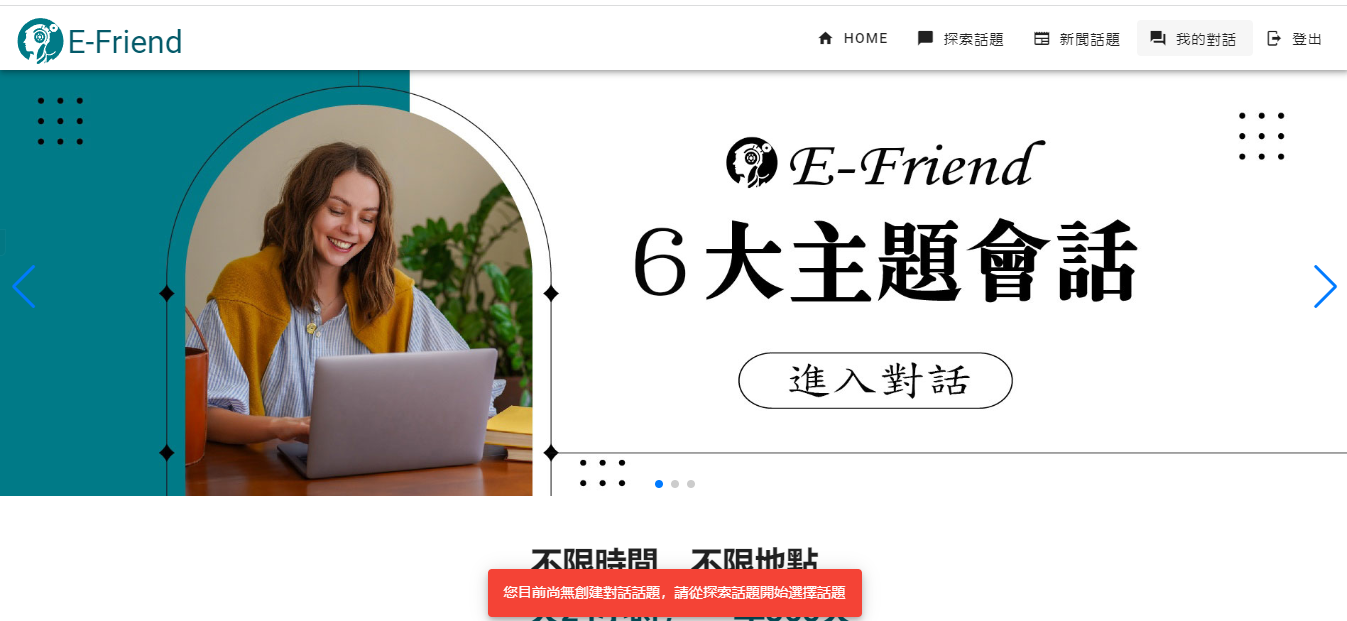 E-Friend
HOME
探索話題
新聞話題
我的對話
登出
E-Friend
6大主題會話
進入對話
不限時間 不限地點
您目前尚無創建對話話題，請從探索話題開始選擇話題